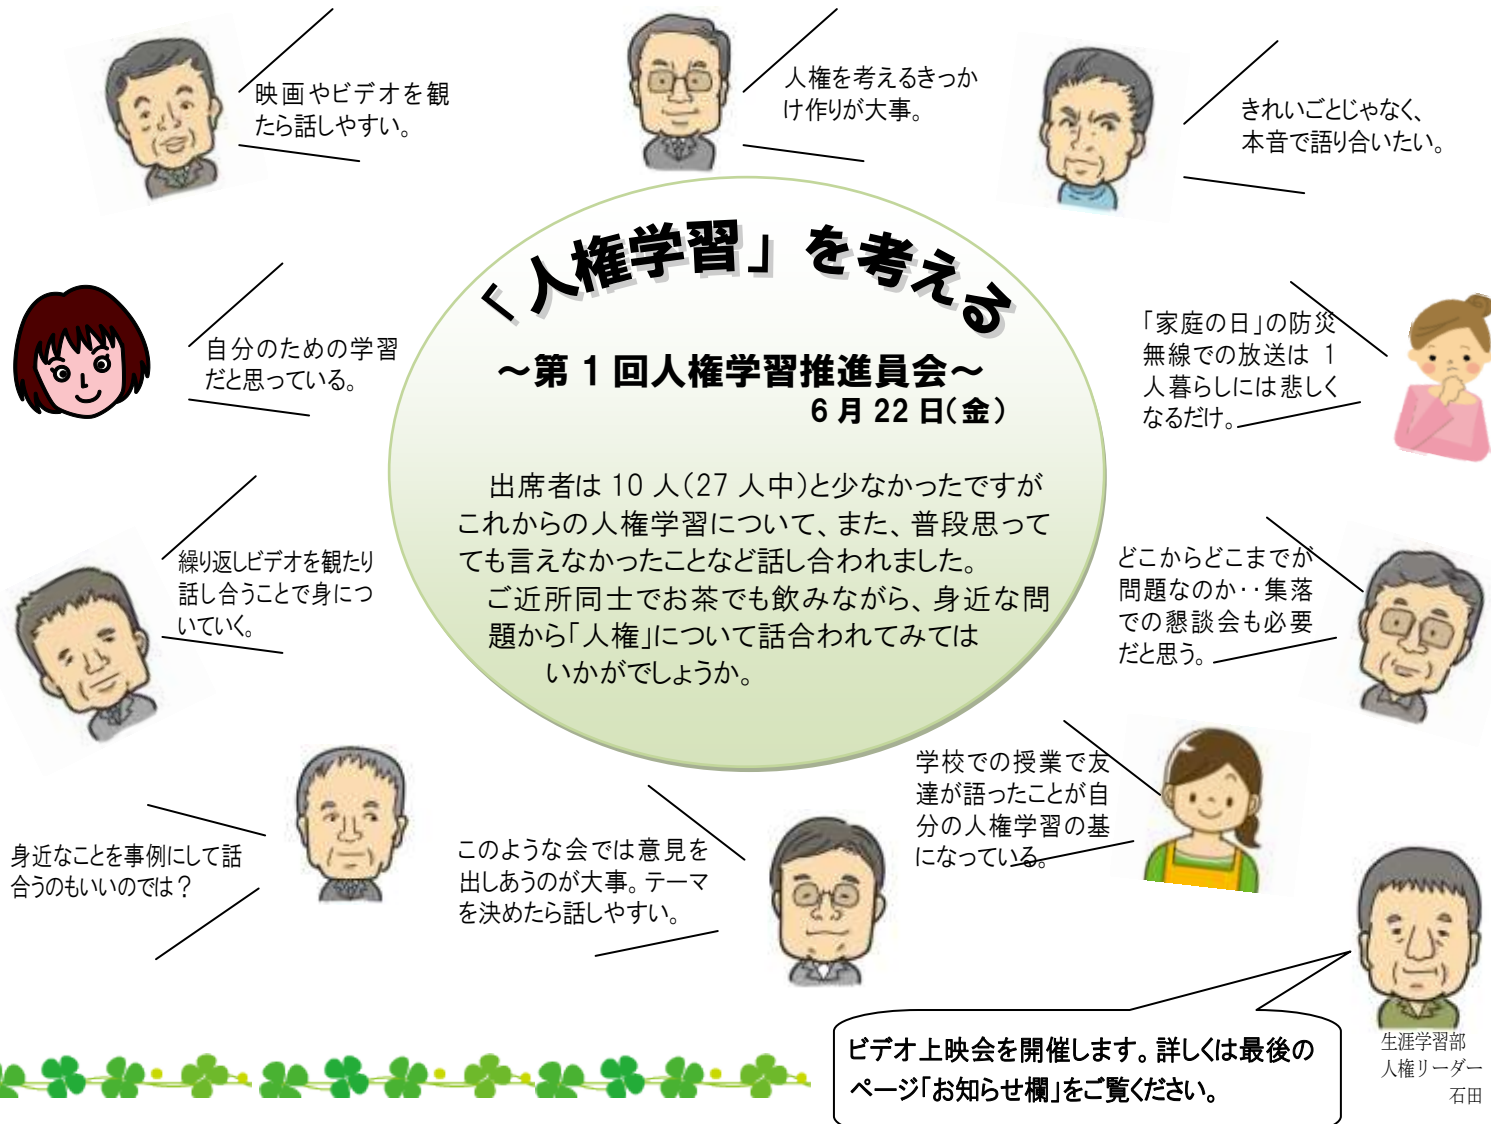 映画やビデオを観
たら話しやすい。
人権を考えるきっか
け作りが大事。
きれいごとじゃなく、
本音で語り合いたい。
「人権学習」を考える
～第1回人権学習推進員会～
6月22日(金)
自分のための学習
だと思っている。
「家庭の日」の防災
無線での放送は 1
人暮らしには悲しく
なるだけ。
出席者は 10 人(27 人中)と少なかったですが
これからの人権学習について、また、普段思って
ても言えなかったことなど話し合われました。
ご近所同士でお茶でも飲みながら、身近な問
題から「人権」について話合われてみては
いかがでしょうか。
繰り返しビデオを観たり
話し合うことで身につ
いていく。
どこからどこまでが
問題なのか‥集落
での懇談会も必要
だと思う。
身近なことを事例にして話
合うのもいいのでは？
このような会では意見を
出しあうのが大事。テーマ
を決めたら話しやすい。
学校での授業で友
達が語ったことが自
分の人権学習の基
になっている。
ビデオ上映会を開催します。詳しくは最後の
ページ「お知らせ欄」をご覧ください。
生涯学習部
人権リーダー
石田